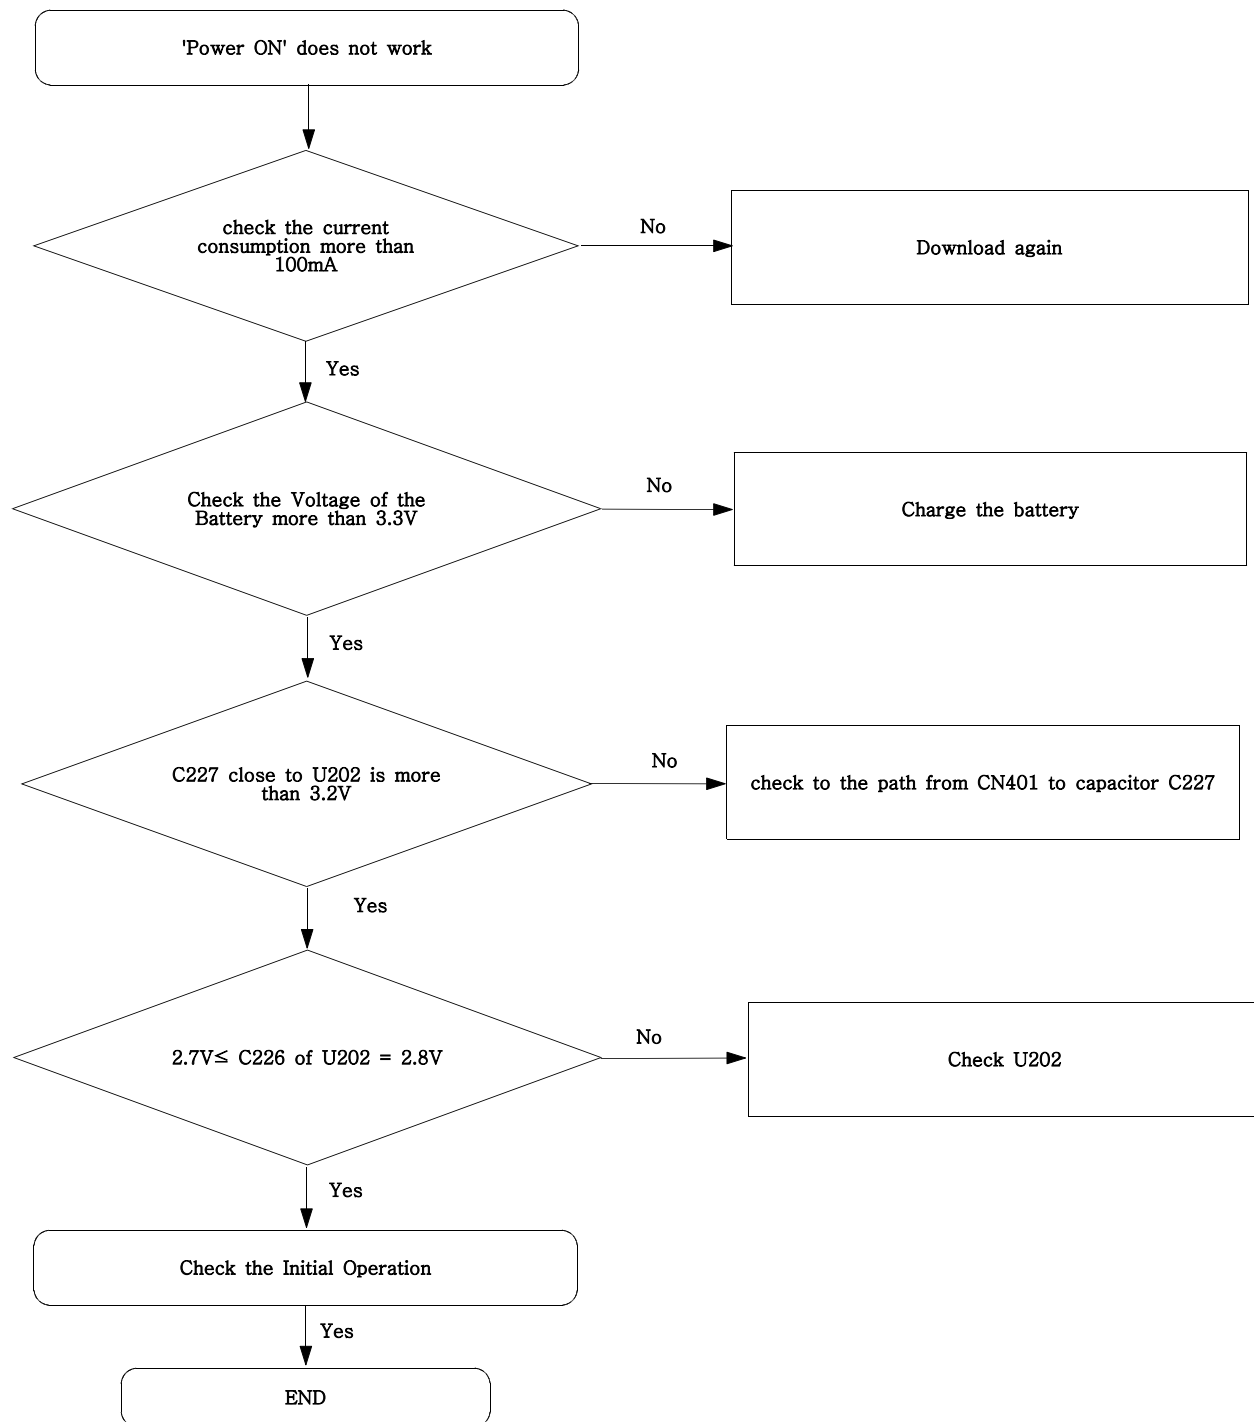 'Power ON' does not work
check the current
consumption more than
100mA
No
Download again
Yes
Check the Voltage of the
Battery more than 3.3V
No
Charge the battery
Yes
C227 close to U202 is more
than 3.2V
No
check to the path from CN401 to capacitor C227
Yes
2.7V≤ C226 of U202 = 2.8V
No
Check U202
Yes
Check the Initial Operation
Yes
END